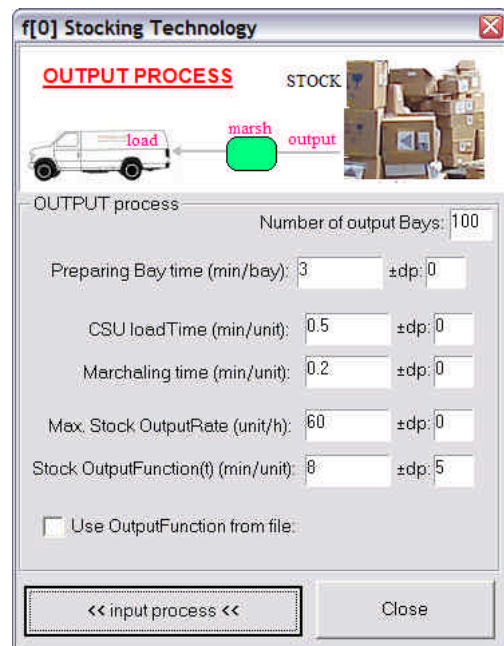 f[0] Stocking Technology
OUTPUT PROCESS
STOCK
load
marsh
output
OUTPUT process
Number of output Bays: 100
Preparing Bay time (min/bay): 3 ±dp: 0
CSU loadTime (min/unit): 0.5 ±dp: 0
Marchaling time (min/unit): 0.2 ±dp: 0
Max. Stock OutputRate (unit/h): 60 ±dp: 0
Stock OutputFunction(t) (min/unit): 8 ±dp: 5
Use OutputFunction from file:
<< input process <<
Close